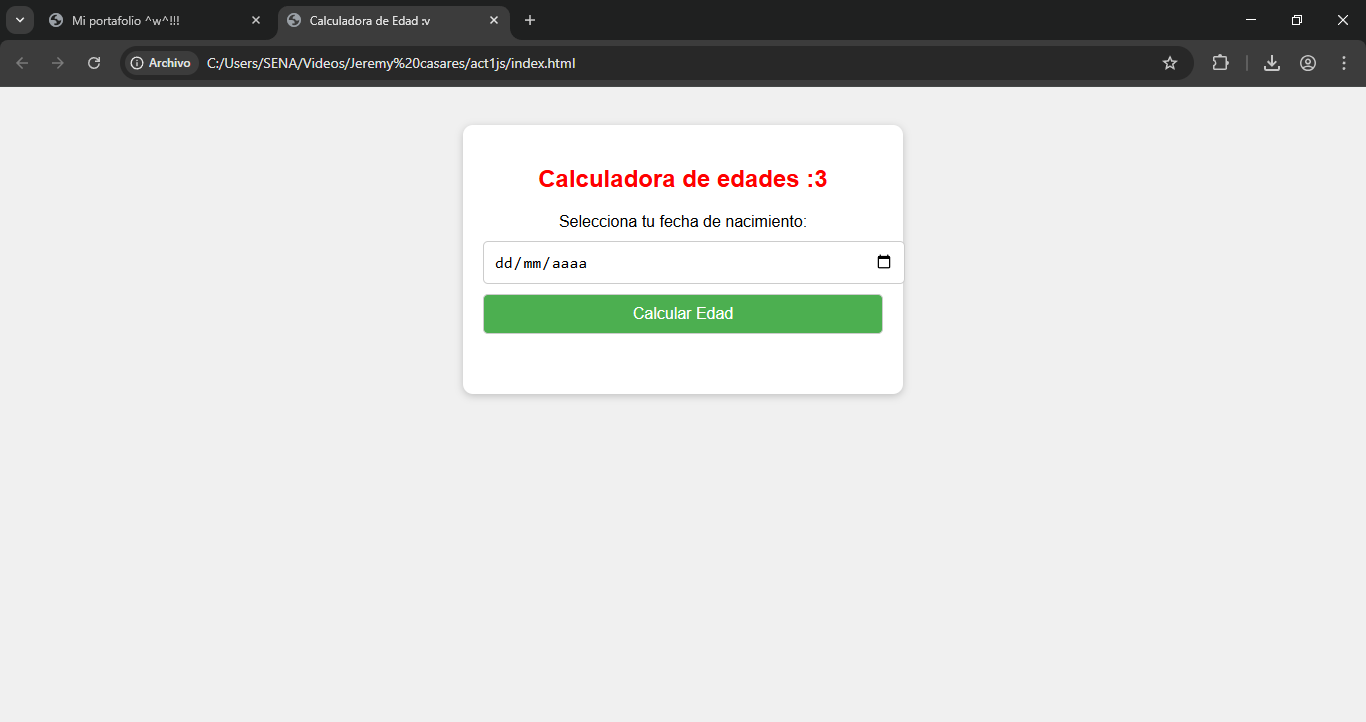 Mi portafolio ^w^!!!
Calculadora de Edad :v
Archivo
C:/Users/SENA/Videos/Jeremy%20casares/act1js/index.html
Calculadora de edades :3
Selecciona tu fecha de nacimiento:
dd/mm/aaaa
Calcular Edad